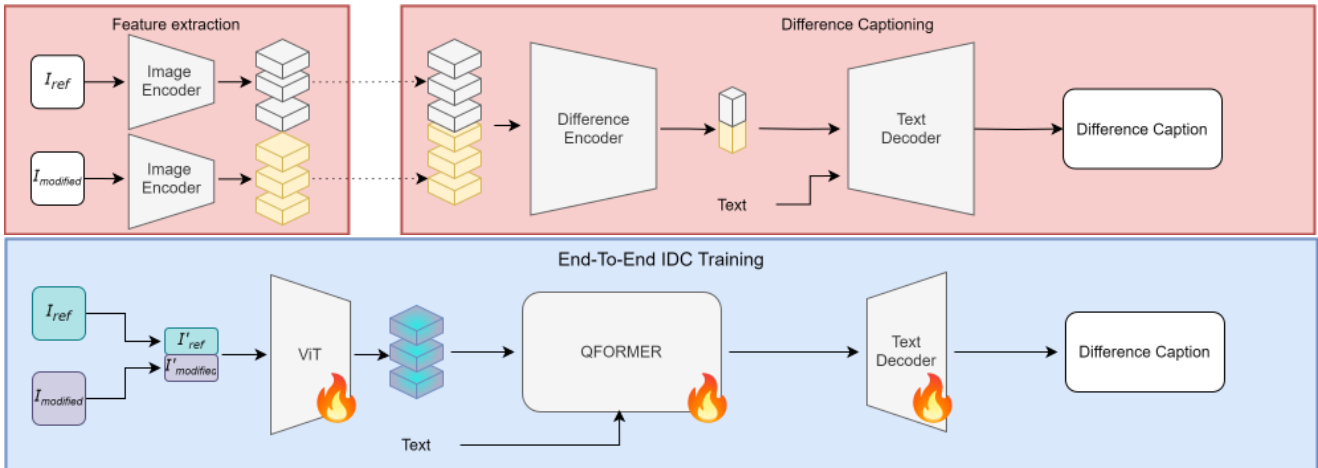 Feature extraction
I_ref
Image
Encoder
I_modified
Image
Encoder
Difference Captioning
Difference
Encoder
Text
Decoder
Text
Difference Caption
End-To-End IDC Training
I_ref
I_modified
I'_ref
I'_modified
ViT
QFORMER
Text
Text
Decoder
Difference Caption